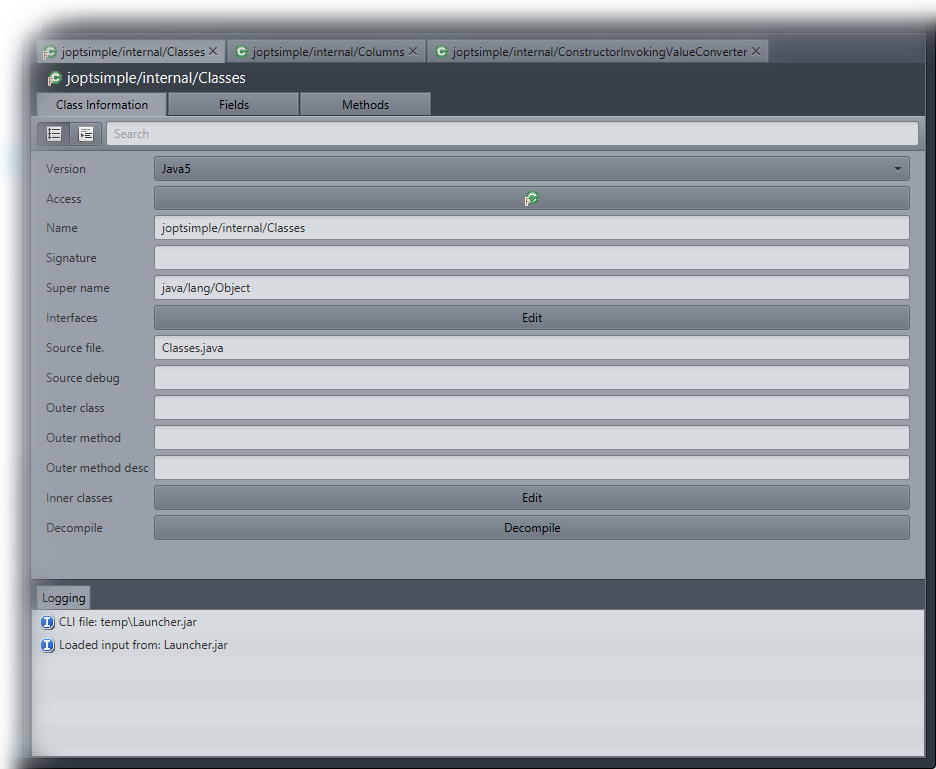 joptsimple/internal/Classes joptsimple/internal/Columns joptsimple/internal/ConstructorInvokingValueConverter
joptsimple/internal/Classes
Class Information Fields Methods
Search
Version Java5
Access
Name joptsimple/internal/Classes
Signature
Super name java/lang/Object
Interfaces Edit
Source file. Classes.java
Source debug
Outer class
Outer method
Outer method desc
Inner classes Edit
Decompile Decompile
Logging
CLI file: temp\Launcher.jar
Loaded input from: Launcher.jar